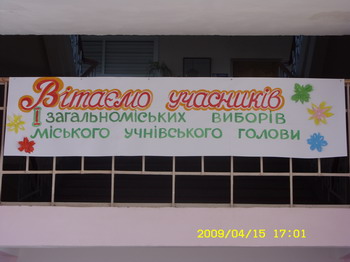 Вітаємо учасників
I загальноміських виборів
міського учнівського голови
2009/04/15 17:01